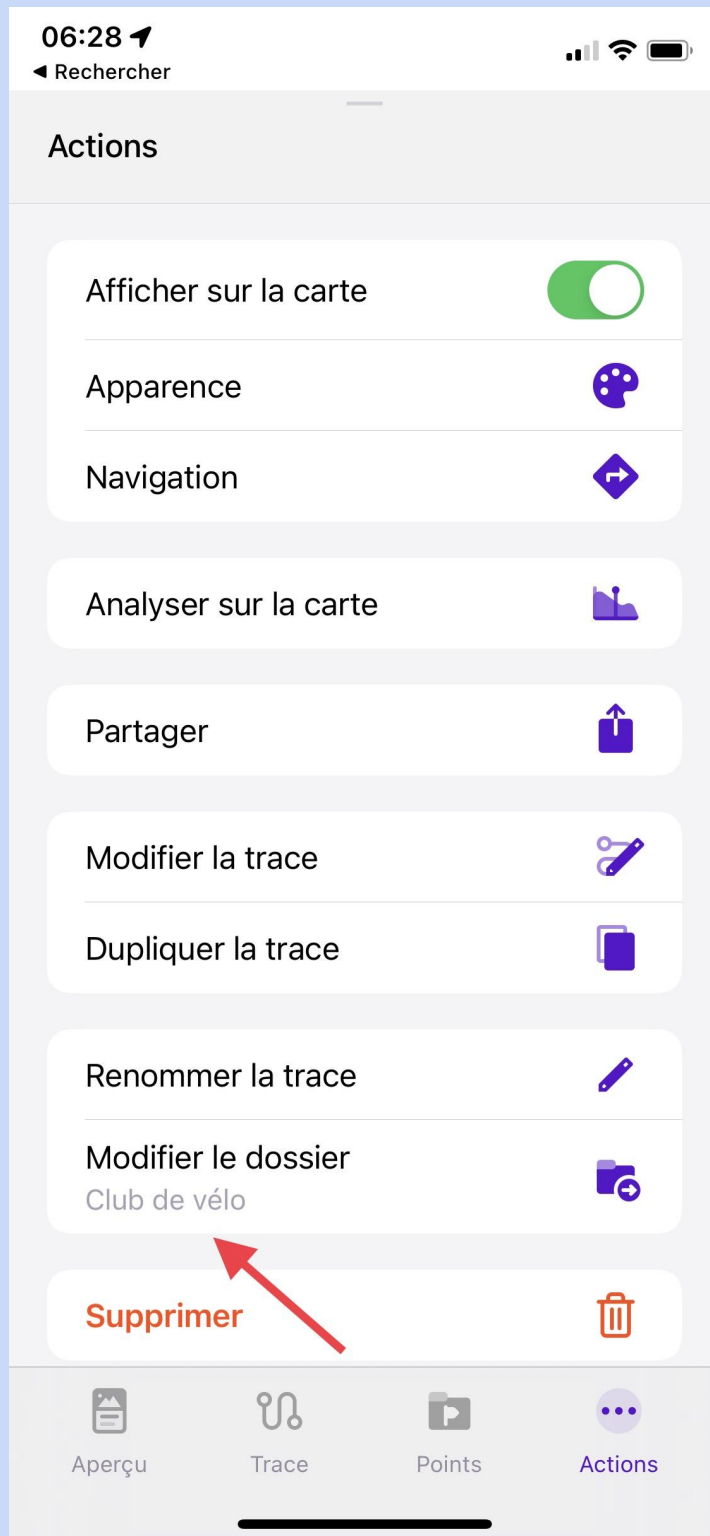 06:28
◀ Rechercher
Actions
Afficher sur la carte
Apparence
Navigation
Analyser sur la carte
Partager
Modifier la trace
Dupliquer la trace
Renommer la trace
Modifier le dossier
Club de vélo
Supprimer
Aperçu
Trace
Points
Actions